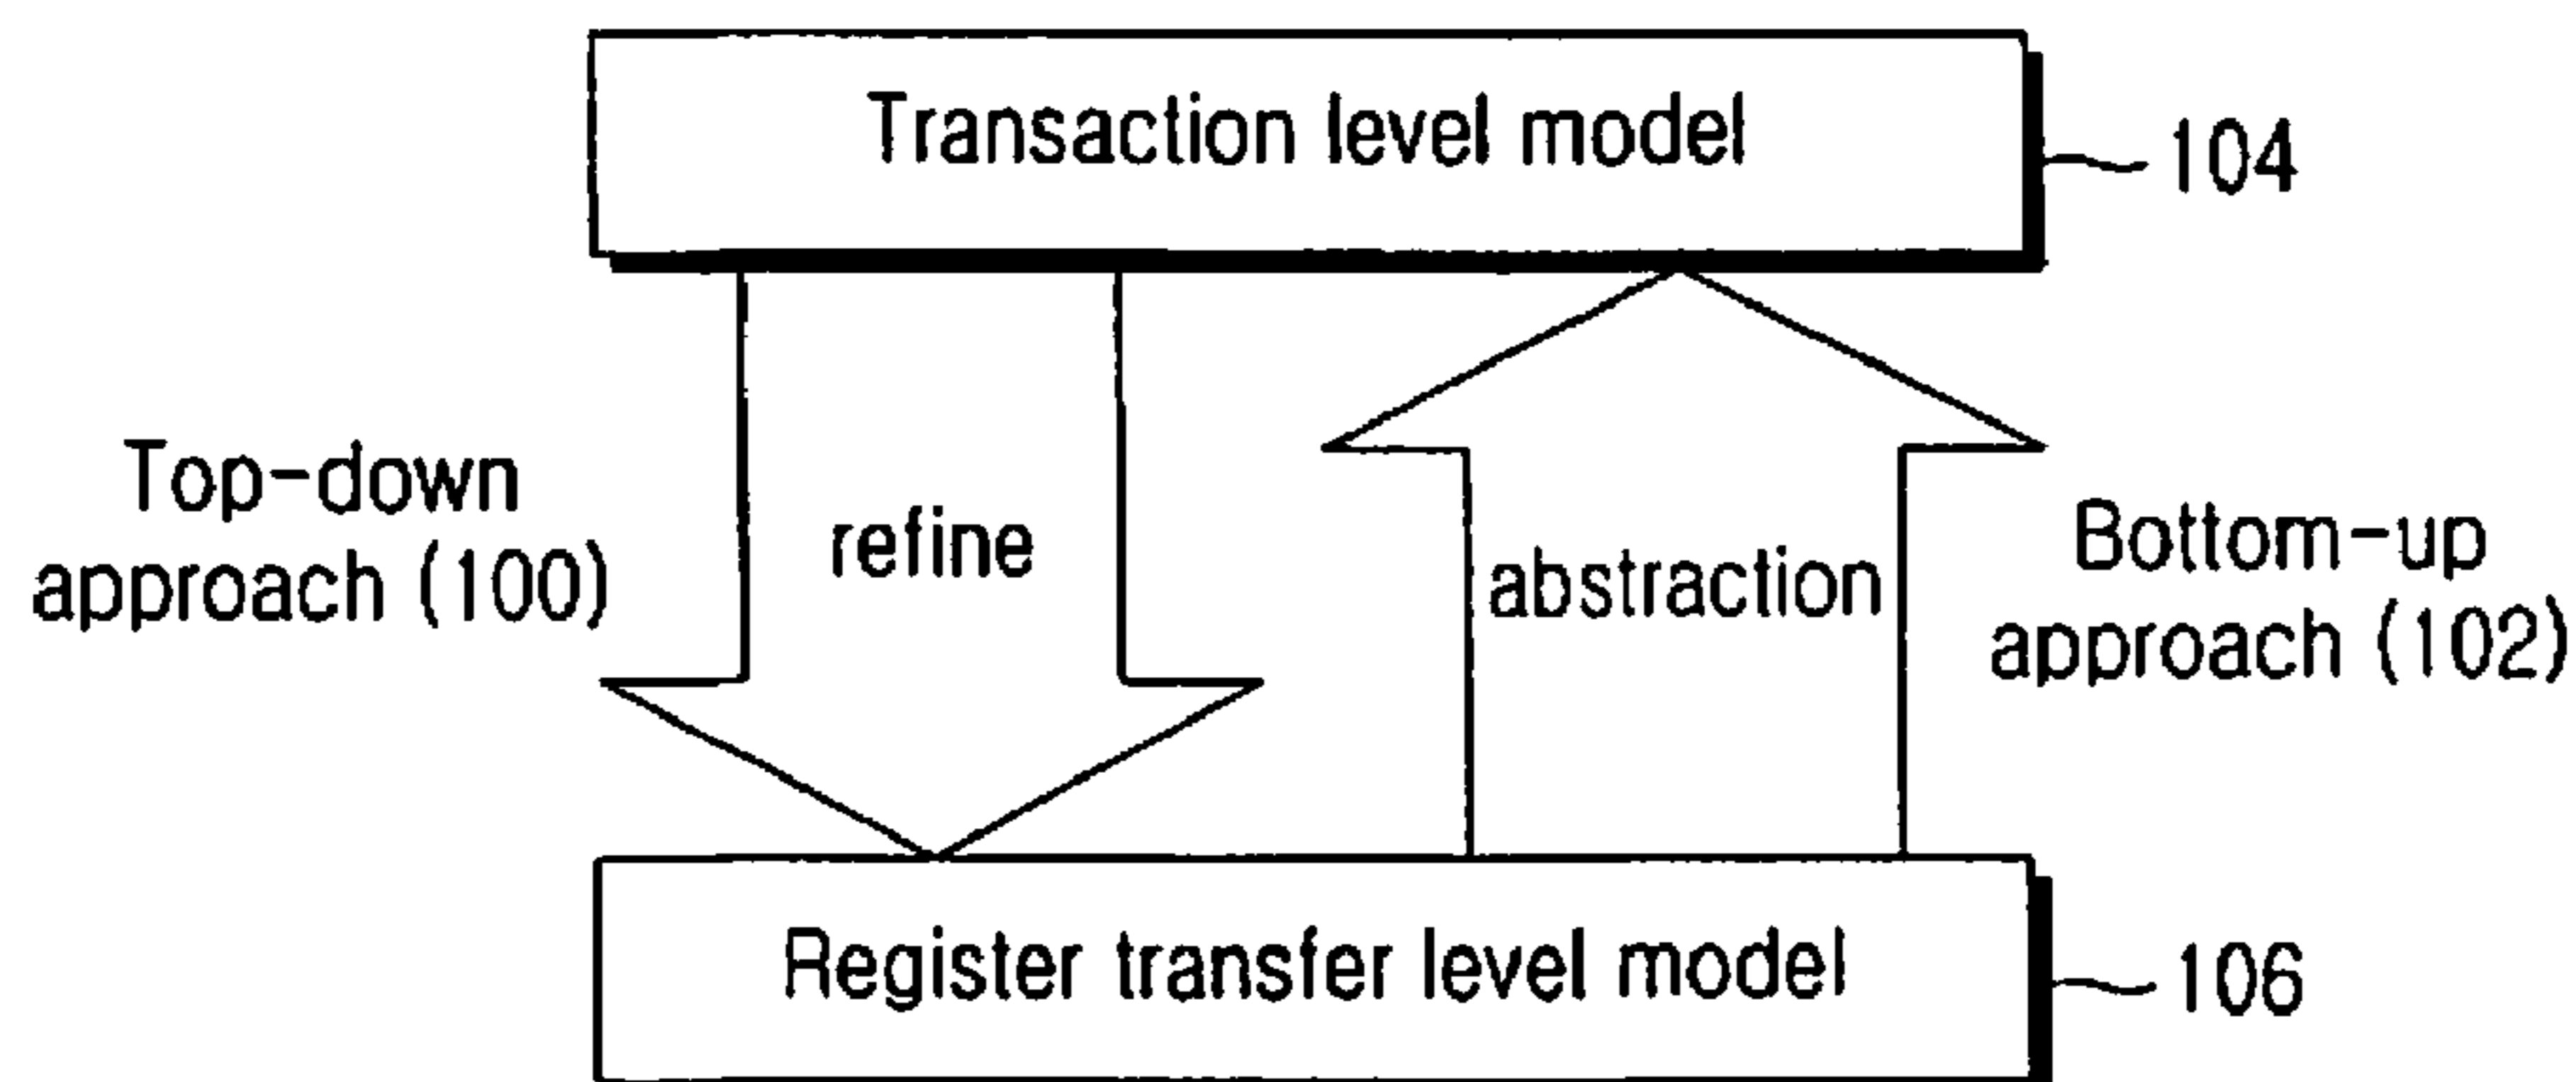 Transaction level model
104
Top-down
approach (100)
refine
abstraction
Bottom-up
approach (102)
Register transfer level model
106